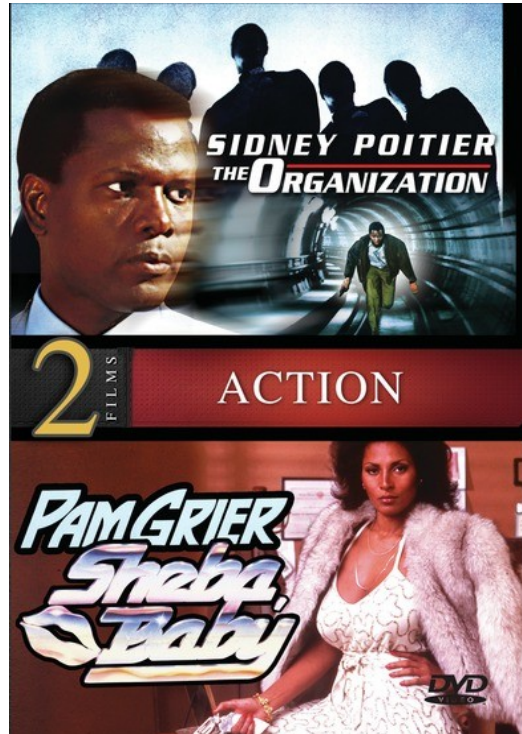 SIDNEY POITIER
THE ORGANIZATION
2 FILMS
ACTION
PAM GRIER
Sheba,
Baby
DVD
VIDEO